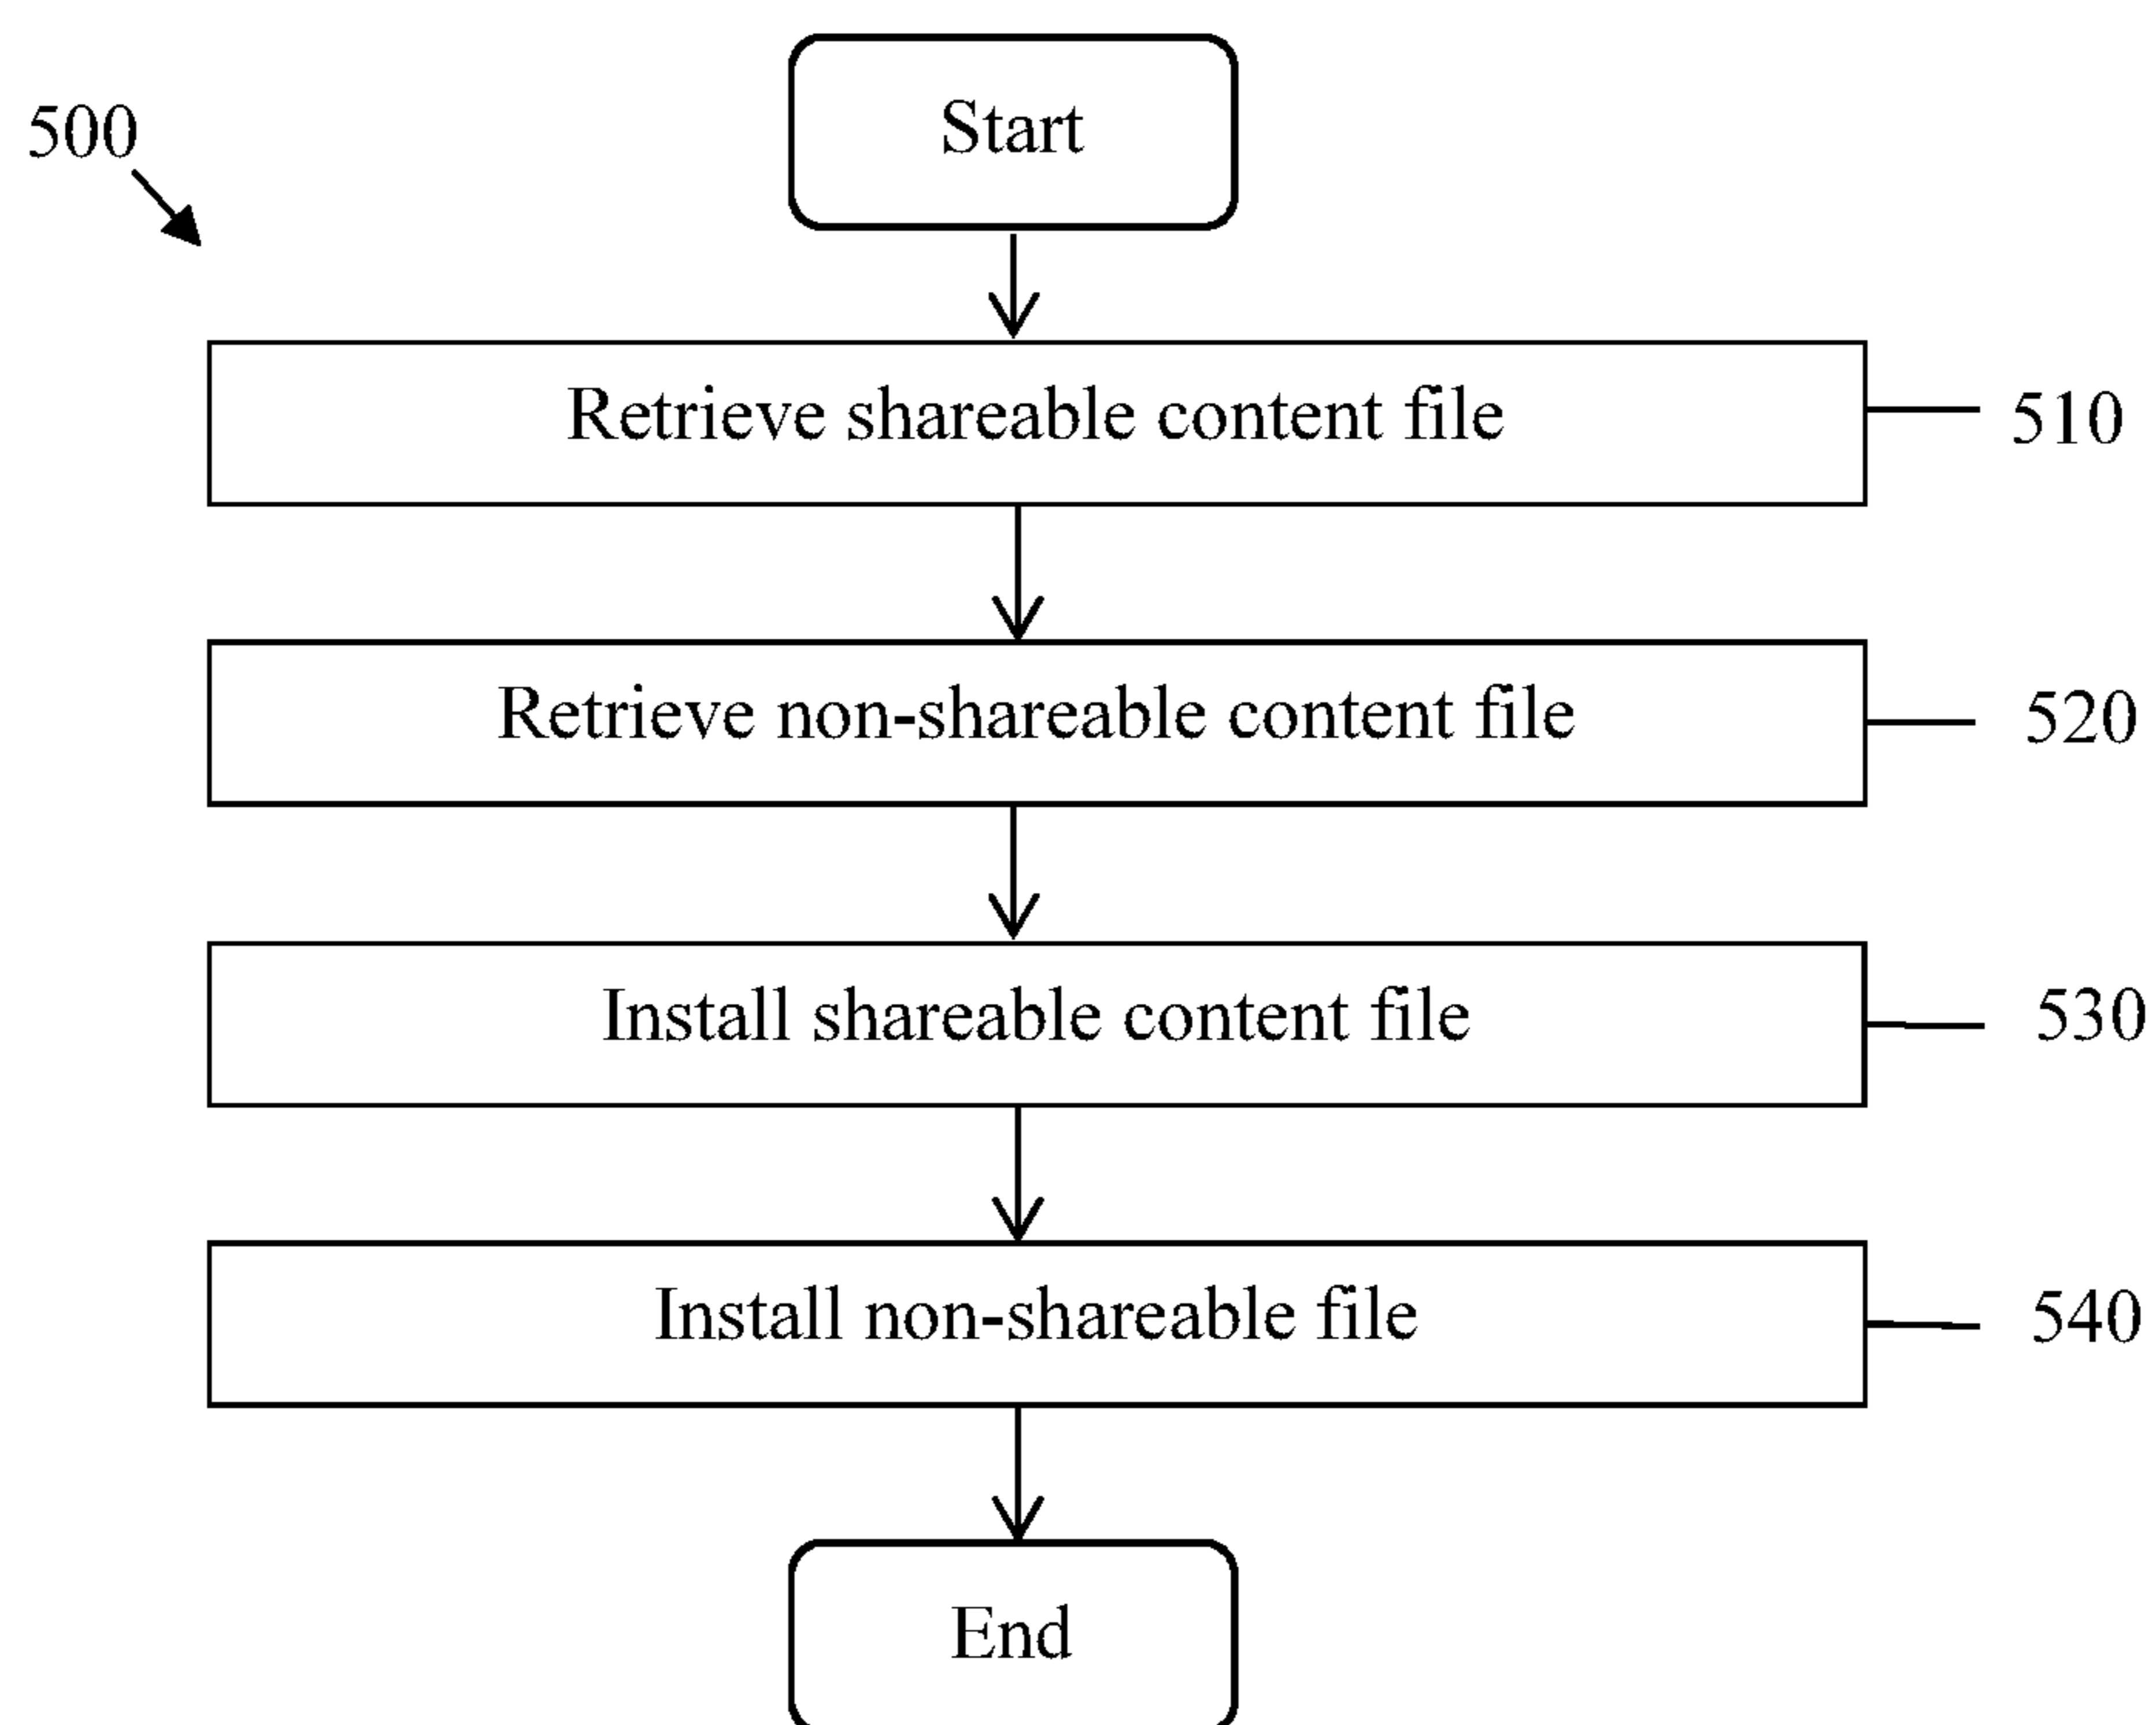 Start
500
Retrieve shareable content file
510
Retrieve non-shareable content file
520
Install shareable content file
530
Install non-shareable file
540
End